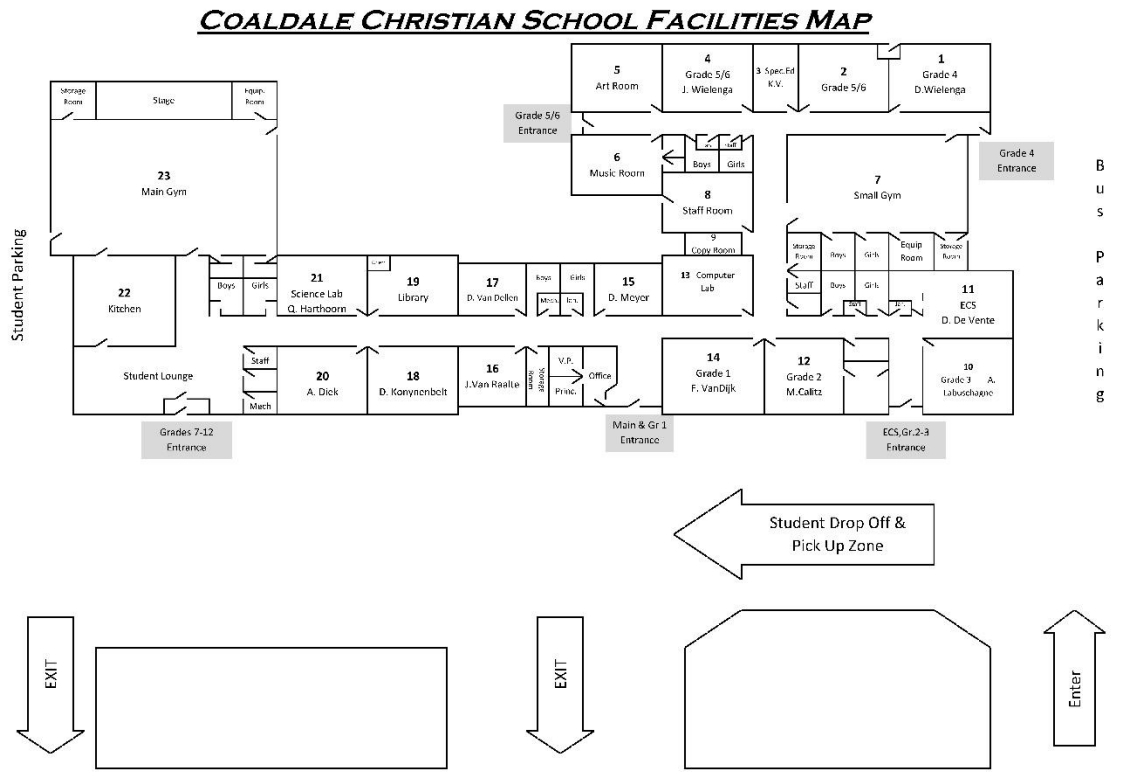 COALDALE CHRISTIAN SCHOOL FACILITIES MAP
5
Art Room
4
Grade 5/6
J. Wielenga
3 Spec.Ed
K.V.
2
Grade 5/6
1
Grade 4
D.Wielenga
Storage
Room
Stage
Equip.
Room
Grade 5/6
Entrance
Grade 4
Entrance
23
Main Gym
6
Music Room
Staff
Boys
Girls
7
Small Gym
8
Staff Room
9
Copy Room
Storage
Room
Boys
Girls
Equip
Room
Storage
Room
Student Parking
Bus Parking
22
Kitchen
Boys
Girls
21
Science Lab
Q. Harthoorn
19
Library
17
D. Van Dellen
Boys
Girls
Mech.
Jan.
15
D. Meyer
13 Computer
Lab
Staff
Boys
Girls
Jan.
11
ECS
D. De Vente
Student Lounge
Staff
Mech
20
A. Diek
18
D. Konynenbelt
16
J.Van Raalte
Storage
Room
V.P.
Princ.
Office
14
Grade 1
F. VanDijk
12
Grade 2
M.Calitz
10
Grade 3 A.
Labuschagne
Grades 7-12
Entrance
Main & Gr 1
Entrance
ECS,Gr.2-3
Entrance
Student Drop Off &
Pick Up Zone
EXIT
EXIT
Enter